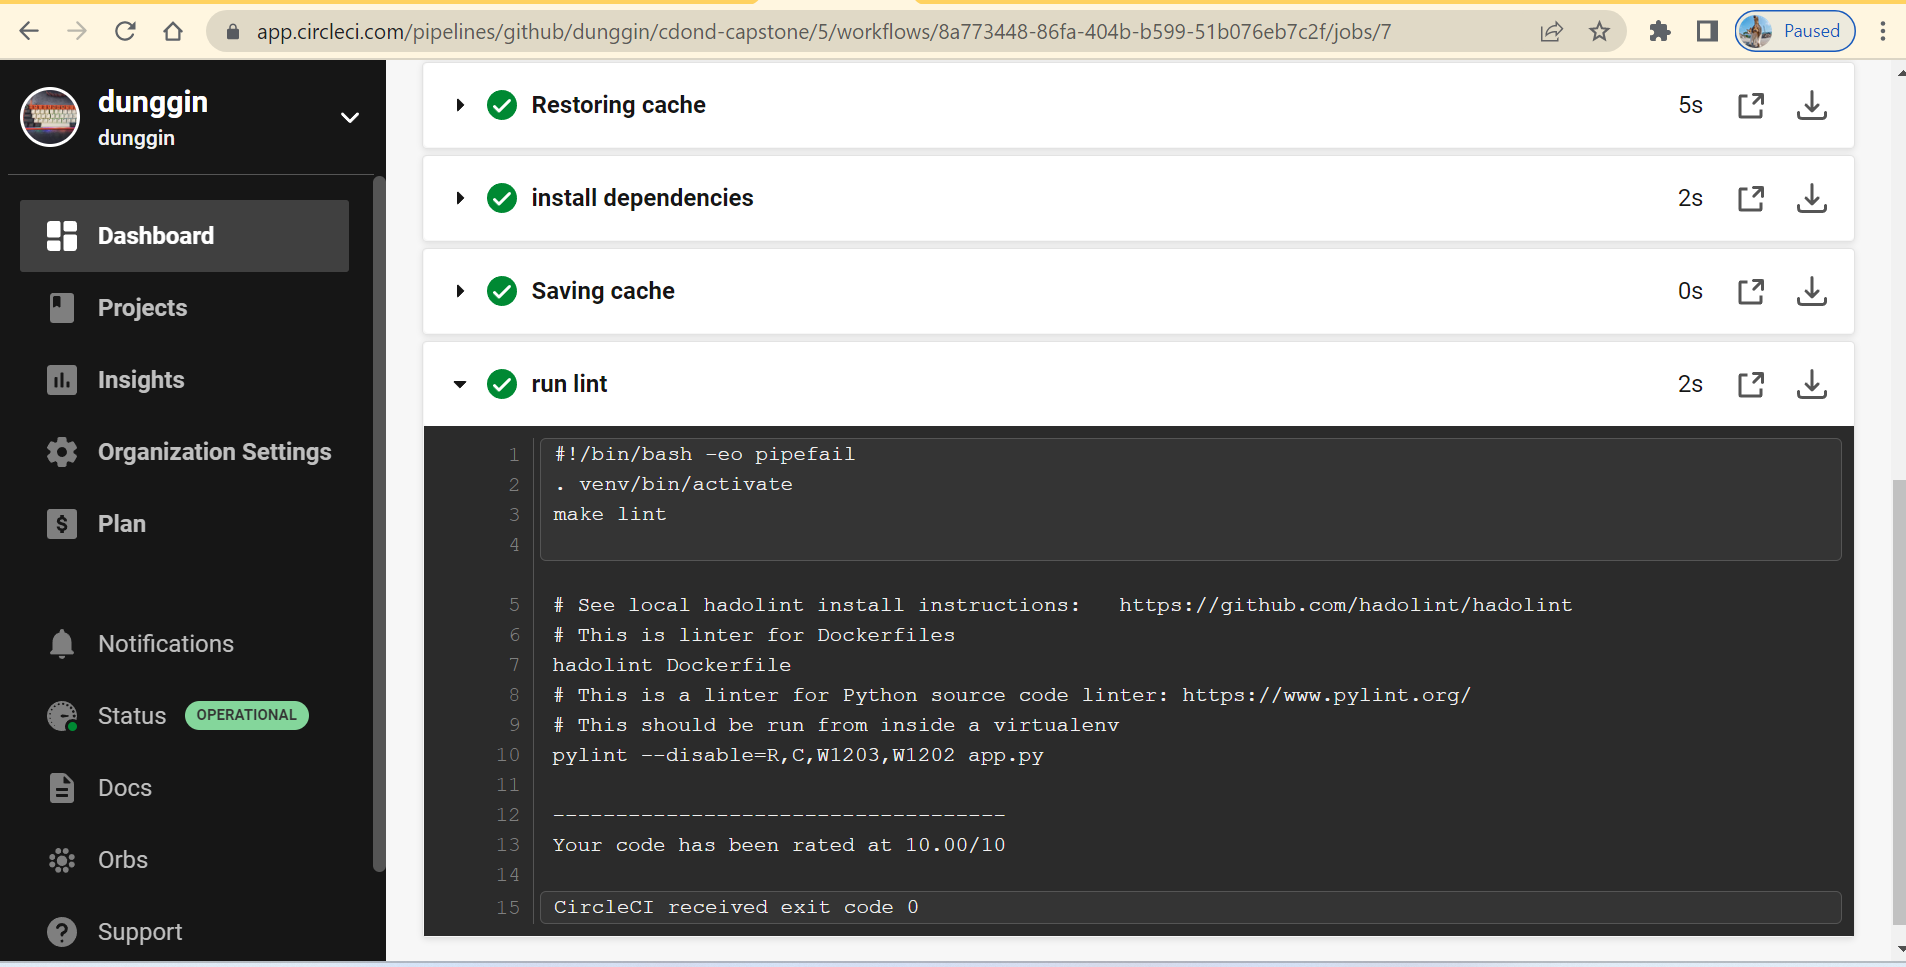 app.circleci.com/pipelines/github/dunggin/cdond-capstone/5/workflows/8a773448-86fa-404b-b599-51b076eb7c2f/jobs/7
Paused
dunggin
dunggin
Dashboard
Projects
Insights
Organization Settings
Plan
Notifications
Status OPERATIONAL
Docs
Orbs
Support
Restoring cache 5s
install dependencies 2s
Saving cache 0s
run lint 2s
1 #!/bin/bash -eo pipefail
2 . venv/bin/activate
3 make lint
4
5 # See local hadolint install instructions:   https://github.com/hadolint/hadolint
6 # This is linter for Dockerfiles
7 hadolint Dockerfile
8 # This is a linter for Python source code linter: https://www.pylint.org/
9 # This should be run from inside a virtualenv
10 pylint --disable=R,C,W1203,W1202 app.py
11
12 ------------------------------------
13 Your code has been rated at 10.00/10
14
15 CircleCI received exit code 0